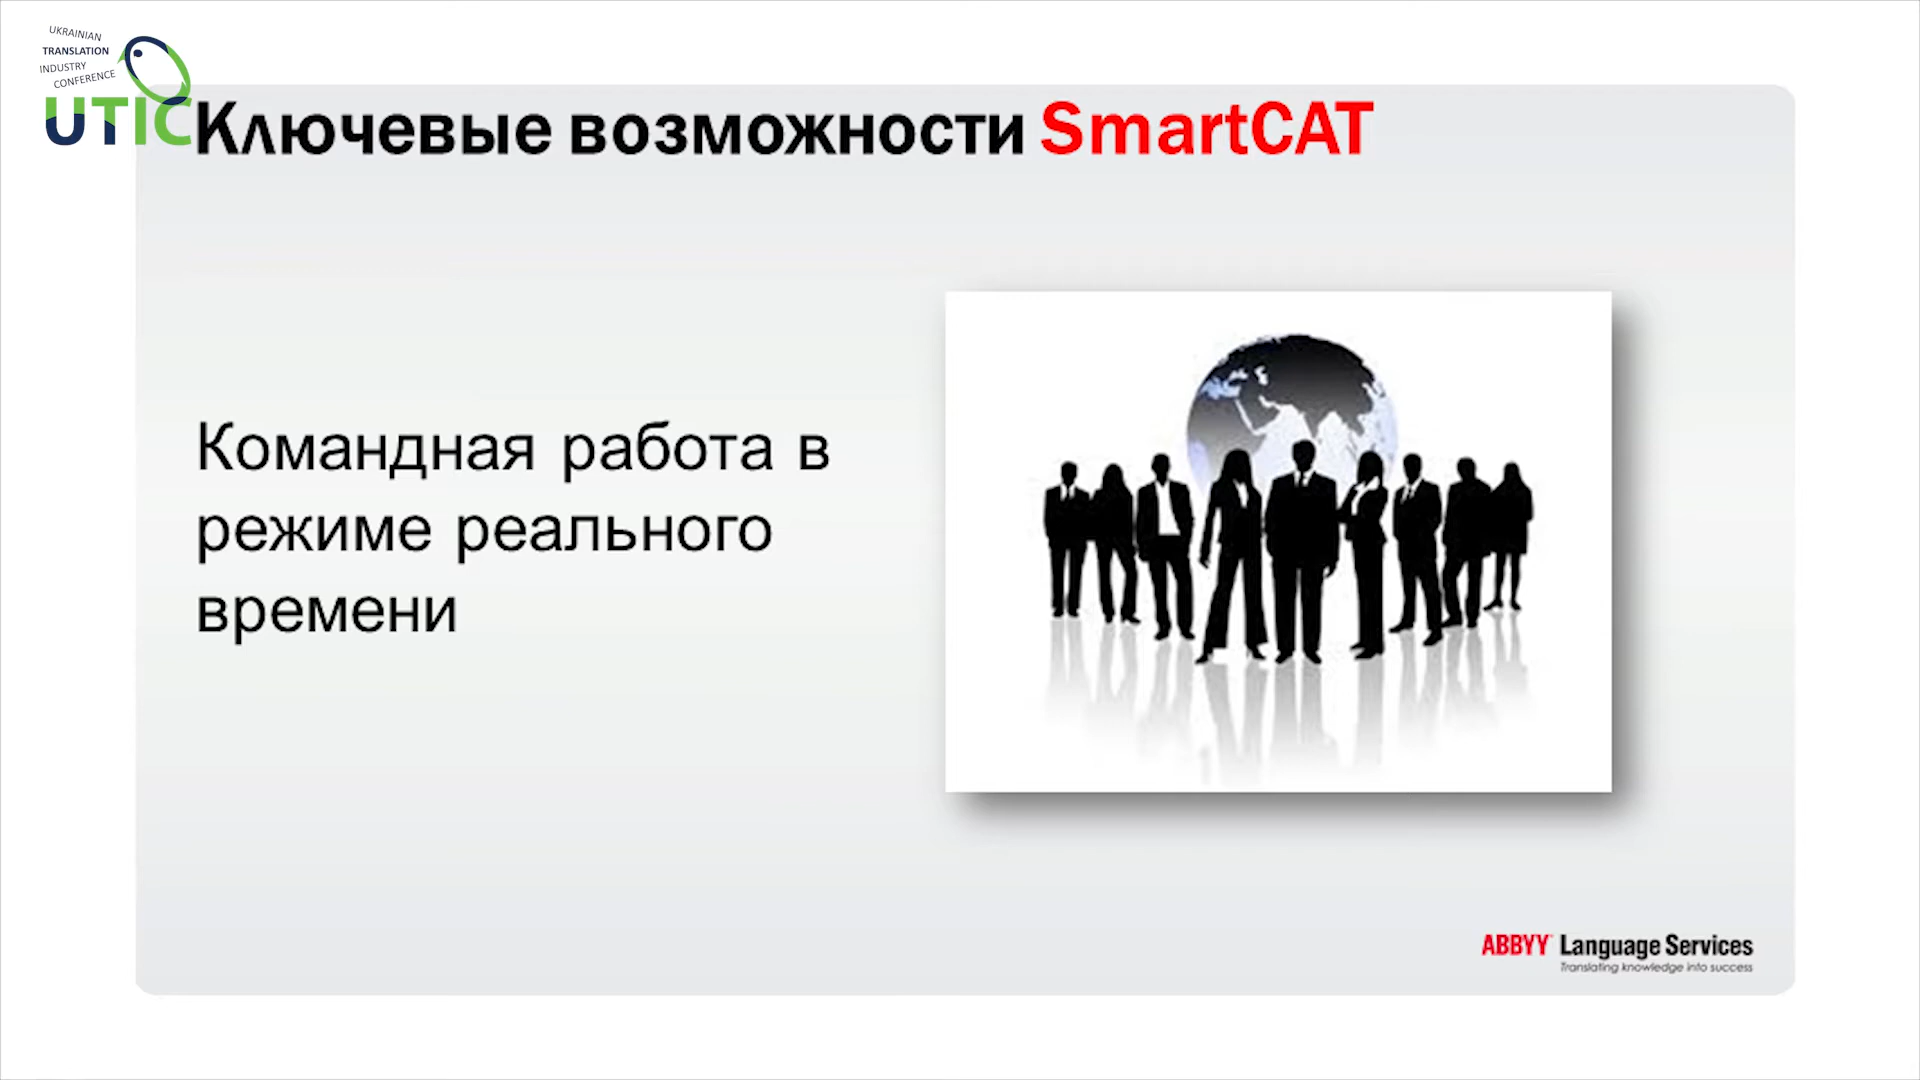 UKRAINIAN
TRANSLATION
INDUSTRY
CONFERENCE
UTIC
Ключевые возможности SmartCAT
Командная работа в
режиме реального
времени
ABBYY Language Services
Translating knowledge into success